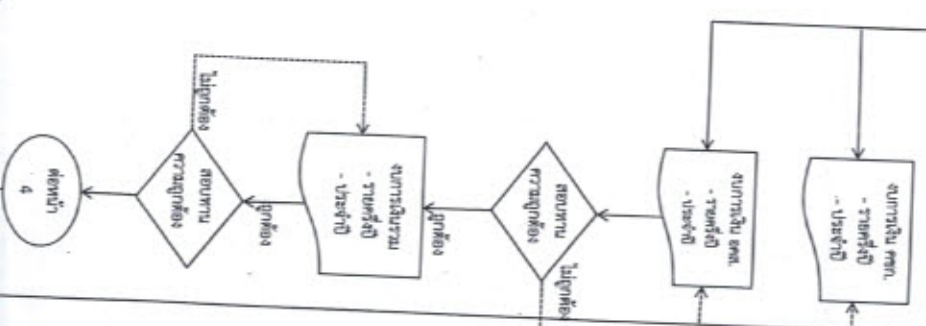 งบการเงิน
- รายครึ่งปี
- ประจำปี
งบการเงิน
- รายครึ่งปี
- ประจำปี
สอบทาน
ความถูกต้อง
ไม่ถูกต้อง
ถูกต้อง
งบการเงินรวม
- รายครึ่งปี
- ประจำปี
ถูกต้อง
ไม่ถูกต้อง
สอบทาน
ความถูกต้อง
ต่อหน้า
4